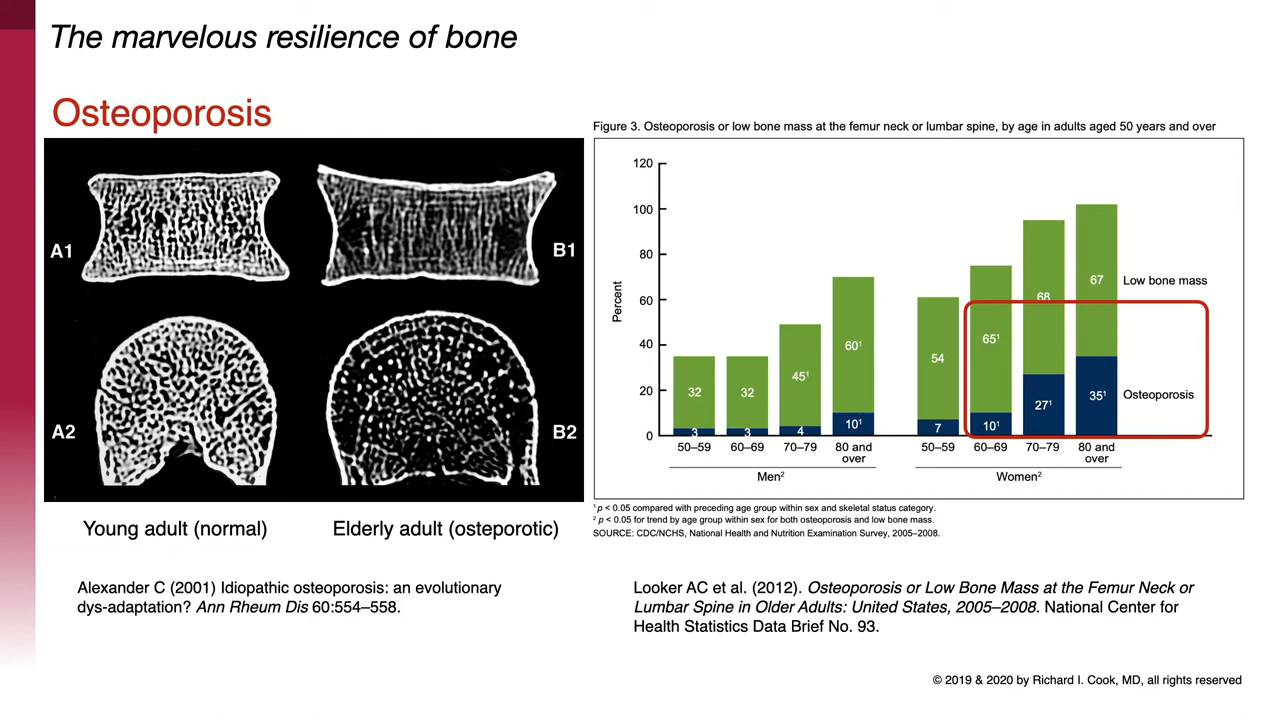 The marvelous resilience of bone
Osteoporosis
A1
B1
A2
B2
Young adult (normal)
Elderly adult (osteporotic)
Alexander C (2001) Idiopathic osteoporosis: an evolutionary
dys-adaptation? Ann Rheum Dis 60:554–558.
Figure 3. Osteoporosis or low bone mass at the femur neck or lumbar spine, by age in adults aged 50 years and over
Percent
120
100
80
60
40
20
0
32
32
45¹
60¹
54
65¹
68
67
Low bone mass
3
3
4
10¹
7
10¹
27¹
35¹
Osteoporosis
50–59
60–69
70–79
80 and
over
50–59
60–69
70–79
80 and
over
Men²
Women²
¹ p < 0.05 compared with preceding age group within sex and skeletal status category.
² p < 0.05 for trend by age group within sex for both osteoporosis and low bone mass.
SOURCE: CDC/NCHS, National Health and Nutrition Examination Survey, 2005–2008.
Looker AC et al. (2012). Osteoporosis or Low Bone Mass at the Femur Neck or
Lumbar Spine in Older Adults: United States, 2005–2008. National Center for
Health Statistics Data Brief No. 93.
© 2019 & 2020 by Richard I. Cook, MD, all rights reserved